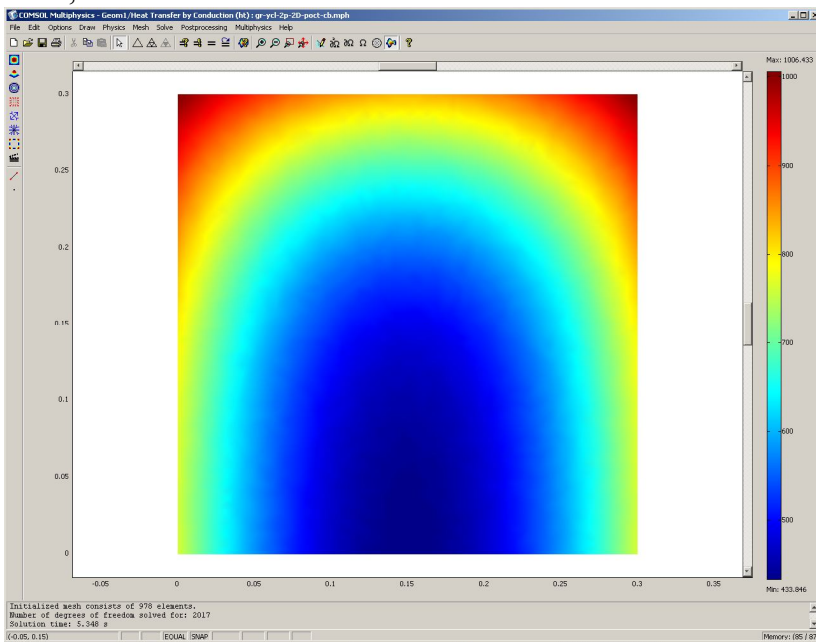 COMSOL Multiphysics - Geom1/Heat Transfer by Conduction (ht) : gr-ycl-2p-2D-poct-cb.mph
File Edit Options Draw Physics Mesh Solve Postprocessing Multiphysics Help
Max: 1006.433
1000
0.3
900
0.25
800
0.2
0.15
700
0.1
600
0.05
500
0
Min: 433.846
-0.05 0 0.05 0.1 0.15 0.2 0.25 0.3 0.35
Initialized mesh consists of 978 elements.
Number of degrees of freedom solved for: 2017
Solution time: 5.348 s
(-0.05, 0.15) EQUAL SNAP Memory: (85 / 87